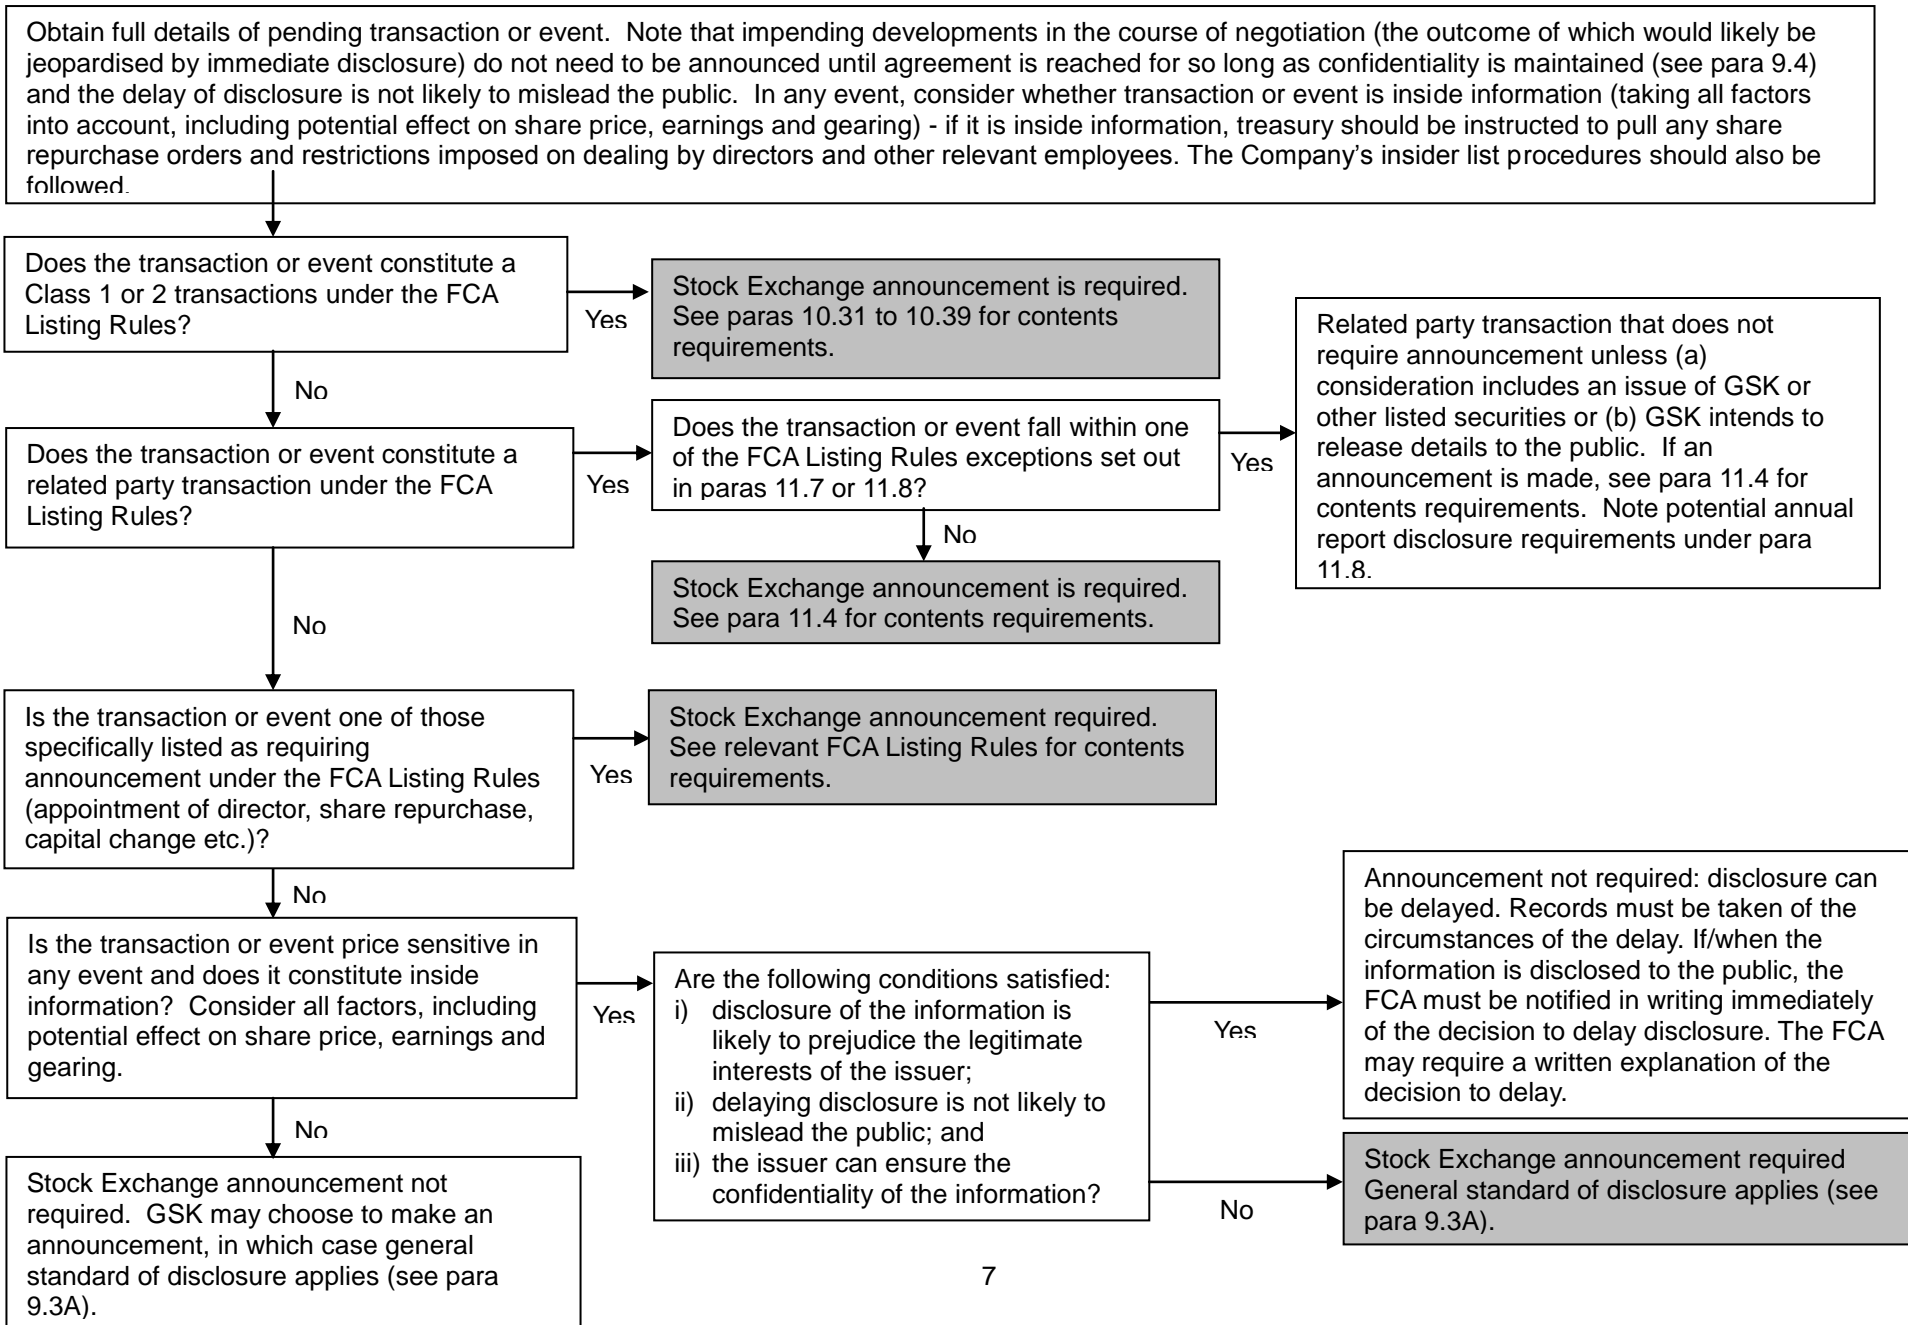 Obtain full details of pending transaction or event.  Note that impending developments in the course of negotiation (the outcome of which would likely be
jeopardised by immediate disclosure) do not need to be announced until agreement is reached for so long as confidentiality is maintained (see para 9.4)
and the delay of disclosure is not likely to mislead the public.  In any event, consider whether transaction or event is inside information (taking all factors
into account, including potential effect on share price, earnings and gearing) - if it is inside information, treasury should be instructed to pull any share
repurchase orders and restrictions imposed on dealing by directors and other relevant employees. The Company's insider list procedures should also be
followed.
Does the transaction or event constitute a
Class 1 or 2 transactions under the FCA
Listing Rules?
Yes
Stock Exchange announcement is required.
See paras 10.31 to 10.39 for contents
requirements.
No
Does the transaction or event constitute a
related party transaction under the FCA
Listing Rules?
Yes
Does the transaction or event fall within one
of the FCA Listing Rules exceptions set out
in paras 11.7 or 11.8?
Yes
Related party transaction that does not
require announcement unless (a)
consideration includes an issue of GSK or
other listed securities or (b) GSK intends to
release details to the public.  If an
announcement is made, see para 11.4 for
contents requirements.  Note potential annual
report disclosure requirements under para
11.8.
No
Stock Exchange announcement is required.
See para 11.4 for contents requirements.
No
Is the transaction or event one of those
specifically listed as requiring
announcement under the FCA Listing Rules
(appointment of director, share repurchase,
capital change etc.)?
Yes
Stock Exchange announcement required.
See relevant FCA Listing Rules for contents
requirements.
No
Is the transaction or event price sensitive in
any event and does it constitute inside
information?  Consider all factors, including
potential effect on share price, earnings and
gearing.
Yes
Are the following conditions satisfied:
i) disclosure of the information is
likely to prejudice the legitimate
interests of the issuer;
ii) delaying disclosure is not likely to
mislead the public; and
iii) the issuer can ensure the
confidentiality of the information?
Yes
Announcement not required: disclosure can
be delayed. Records must be taken of the
circumstances of the delay. If/when the
information is disclosed to the public, the
FCA must be notified in writing immediately
of the decision to delay disclosure. The FCA
may require a written explanation of the
decision to delay.
No
Stock Exchange announcement required
General standard of disclosure applies (see
para 9.3A).
No
Stock Exchange announcement not
required.  GSK may choose to make an
announcement, in which case general
standard of disclosure applies (see para
9.3A).
7